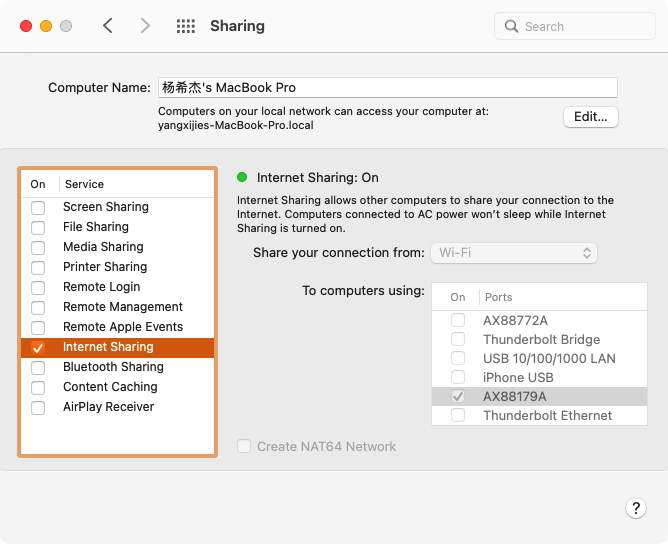 Sharing
Search
Computer Name: 杨希杰's MacBook Pro
Computers on your local network can access your computer at:
yangxijies-MacBook-Pro.local
Edit...
On Service
Screen Sharing
File Sharing
Media Sharing
Printer Sharing
Remote Login
Remote Management
Remote Apple Events
Internet Sharing
Bluetooth Sharing
Content Caching
AirPlay Receiver
Internet Sharing: On
Internet Sharing allows other computers to share your connection to the
Internet. Computers connected to AC power won't sleep while Internet
Sharing is turned on.
Share your connection from: Wi-Fi
To computers using:
On Ports
AX88772A
Thunderbolt Bridge
USB 10/100/1000 LAN
iPhone USB
AX88179A
Thunderbolt Ethernet
Create NAT64 Network
?